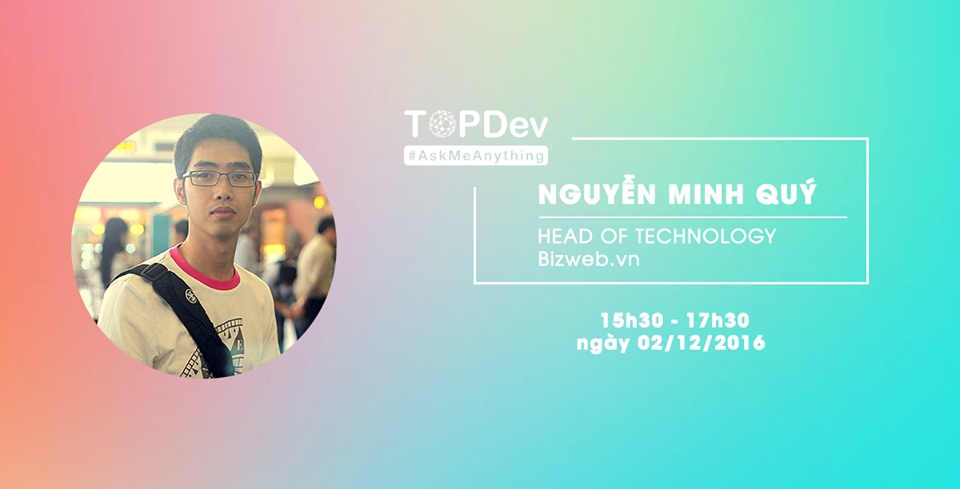 TOPDev
#AskMeAnything
NGUYỄN MINH QUÝ
HEAD OF TECHNOLOGY
Bizweb.vn
15h30 - 17h30
ngày 02/12/2016